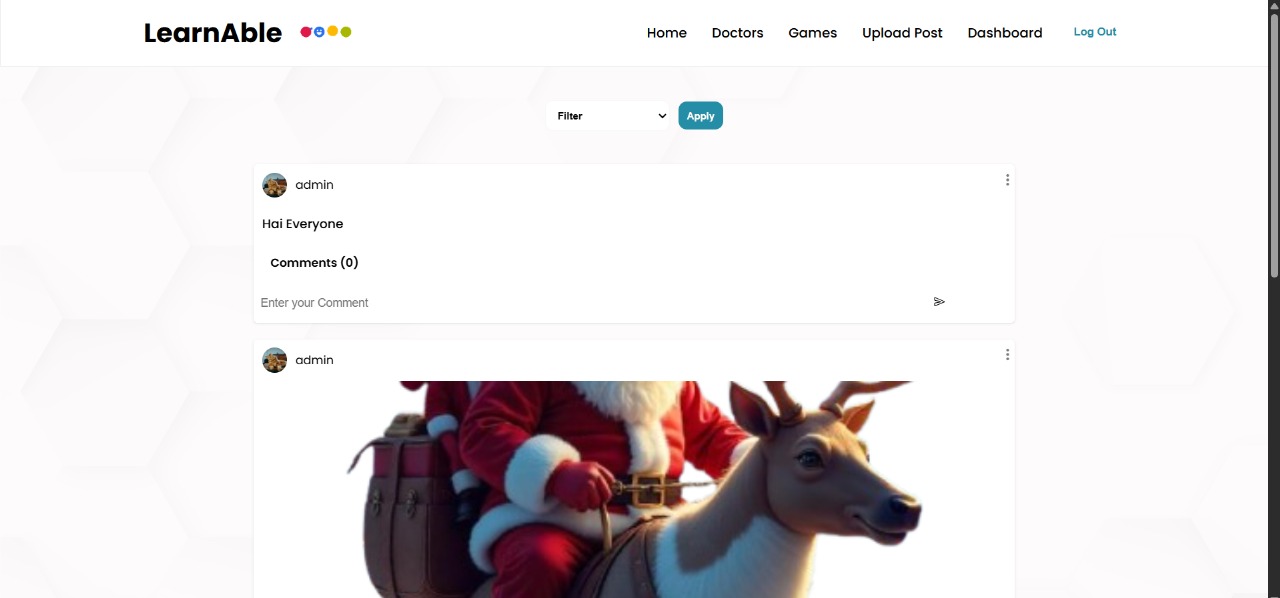 LearnAble
Home Doctors Games Upload Post Dashboard Log Out
Filter Apply
admin
Hai Everyone
Comments (0)
Enter your Comment
admin